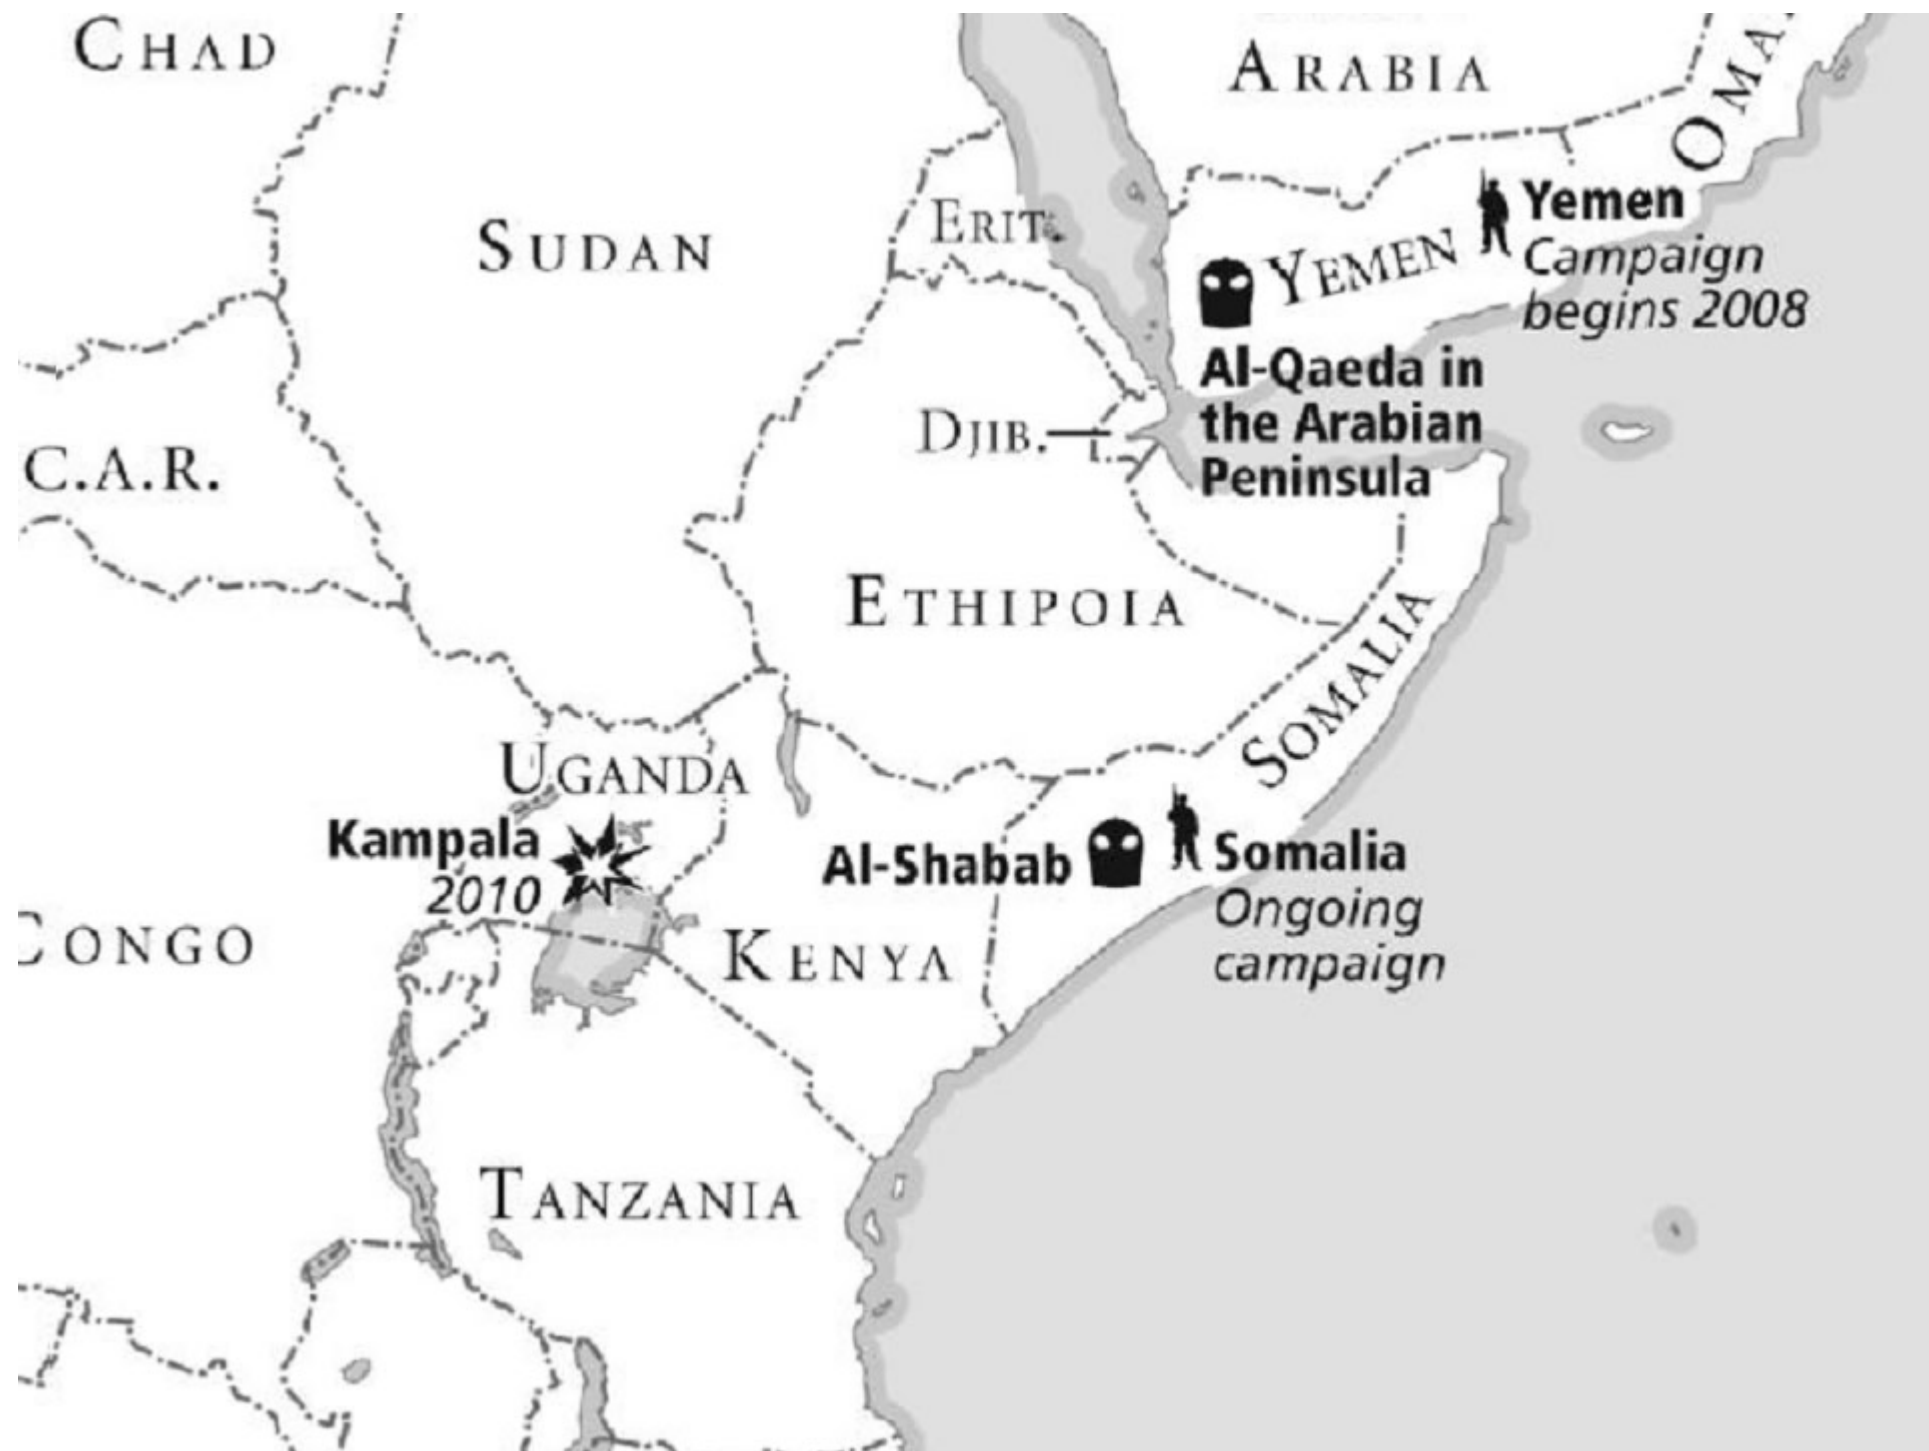 CHAD
ARABIA
OMA
SUDAN
ERIT.
YEMEN
Yemen
Campaign
begins 2008
Al-Qaeda in
the Arabian
Peninsula
DJIB.
C.A.R.
ETHIPOIA
SOMALIA
UGANDA
Kampala
2010
Al-Shabab
Somalia
Ongoing
campaign
CONGO
KENYA
TANZANIA